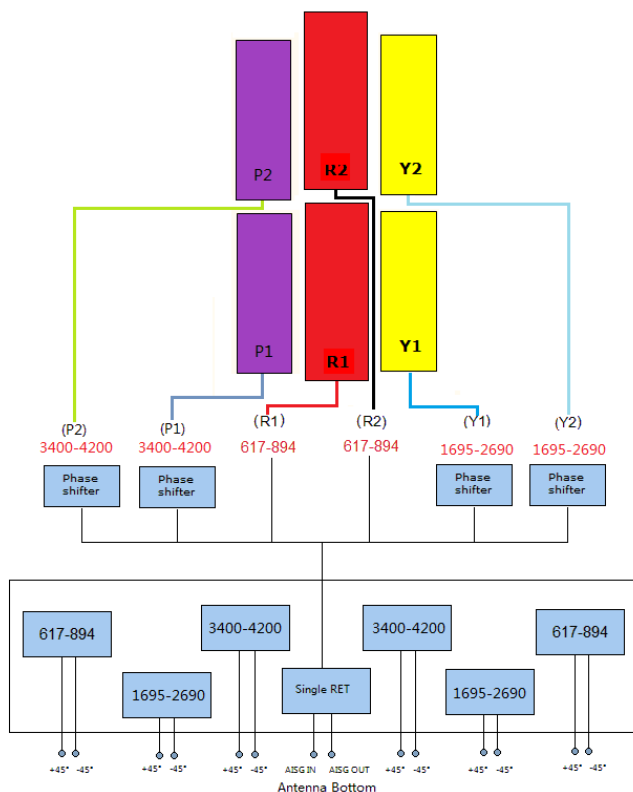 P2
R2
Y2
P1
R1
Y1
(P2) (P1) (R1) (R2) (Y1) (Y2)
3400-4200 3400-4200 617-894 617-894 1695-2690 1695-2690
Phase shifter Phase shifter Phase shifter Phase shifter
617-894 3400-4200 3400-4200 617-894
1695-2690 Single RET 1695-2690
+45° -45° +45° -45° +45° -45° AISG IN AISG OUT +45° -45° +45° -45° +45° -45°
Antenna Bottom